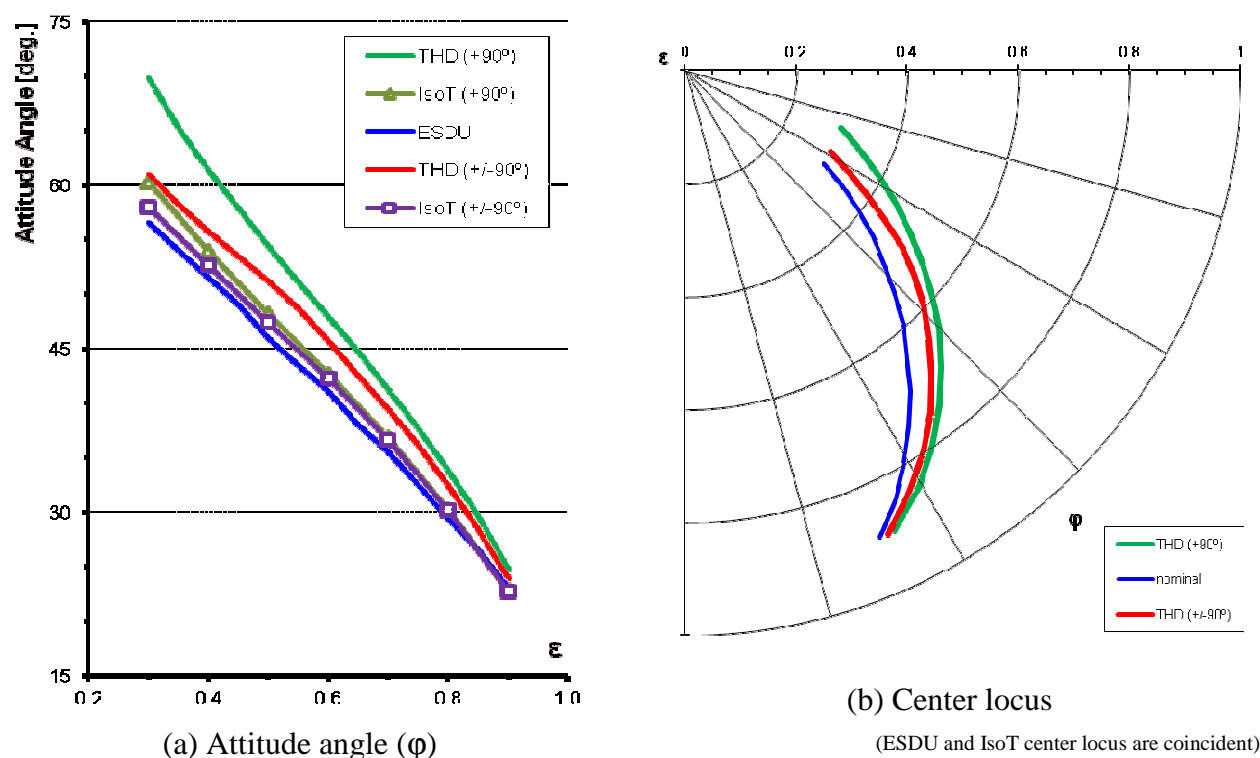 75
60
45
30
15
Attitude Angle [deg.]
THD (+90º)
IsoT (+90º)
ESDU
THD (+/-90º)
IsoT (+/-90º)
ε
0.2 0.4 0.6 0.8 1.0
(a) Attitude angle (φ)
ε 0 0.2 0.4 0.6 0.8 1
φ
THD (+90º)
nominal
THD (+/-90º)
(b) Center locus
(ESDU and IsoT center locus are coincident)